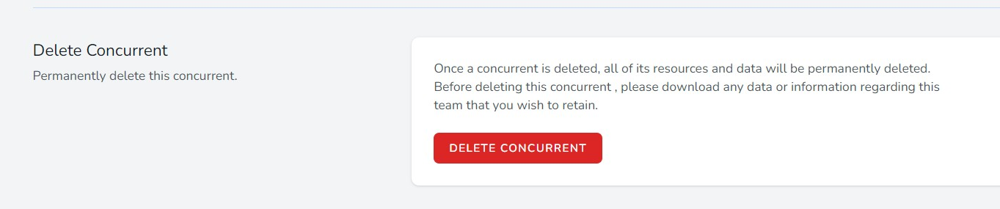 Delete Concurrent
Permanently delete this concurrent.
Once a concurrent is deleted, all of its resources and data will be permanently deleted.
Before deleting this concurrent , please download any data or information regarding this
team that you wish to retain.
DELETE CONCURRENT